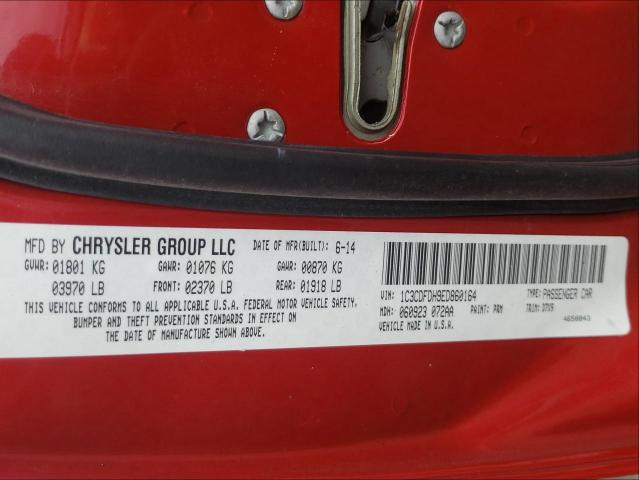 MFD BY CHRYSLER GROUP LLC DATE OF MFR(BUILT): 6-14
GVWR: 01801 KG GAWR: 01076 KG GAWR: 00870 KG
03970 LB FRONT: 02370 LB REAR: 01918 LB
THIS VEHICLE CONFORMS TO ALL APPLICABLE U.S.A. FEDERAL MOTOR VEHICLE SAFETY,
BUMPER AND THEFT PREVENTION STANDARDS IN EFFECT ON
THE DATE OF MANUFACTURE SHOWN ABOVE.
VIN: 1C3CDFDH9ED860164 TYPE: PASSENGER CAR
MDH: 060923 072AA PAINT: PRM TRIM: DTX9
MADE IN U.S.A. 4658043